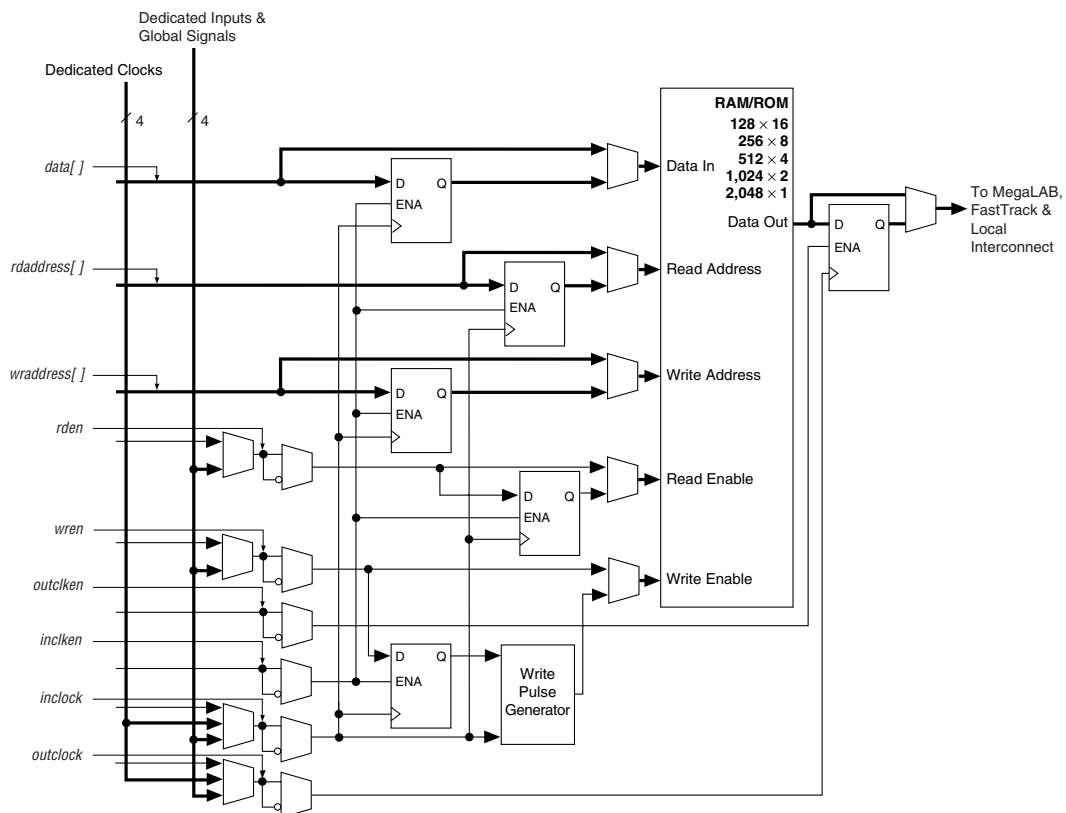 Dedicated Inputs &
Global Signals
Dedicated Clocks
4
4
RAM/ROM
128 × 16
256 × 8
512 × 4
1,024 × 2
2,048 × 1
data[ ]
D
Q
ENA
Data In
Data Out
D
Q
ENA
To MegaLAB,
FastTrack &
Local
Interconnect
rdaddress[ ]
D
Q
ENA
Read Address
wraddress[ ]
D
Q
ENA
Write Address
rden
D
Q
ENA
Read Enable
wren
Write Enable
outclken
inclken
D
Q
ENA
Write
Pulse
Generator
inclock
outclock